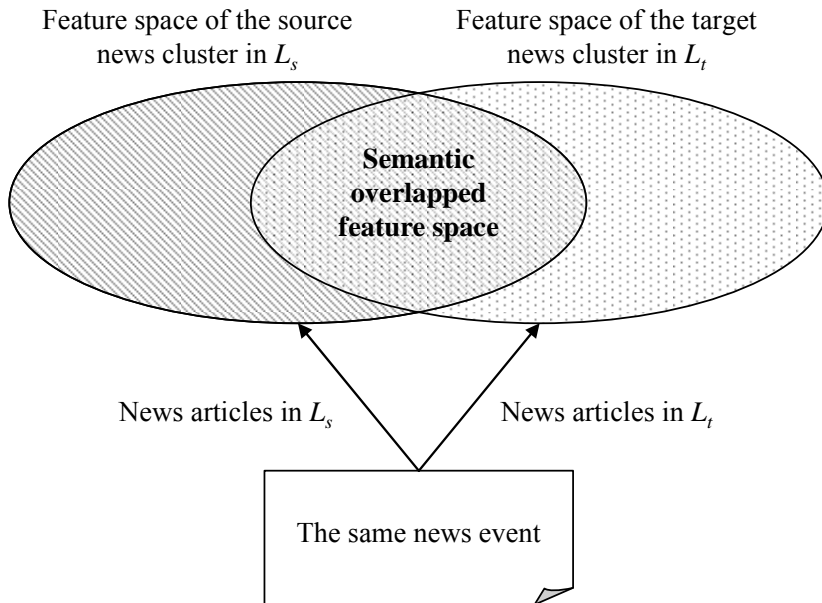 Feature space of the source
news cluster in Ls
Feature space of the target
news cluster in Lt
Semantic
overlapped
feature space
News articles in Ls
News articles in Lt
The same news event